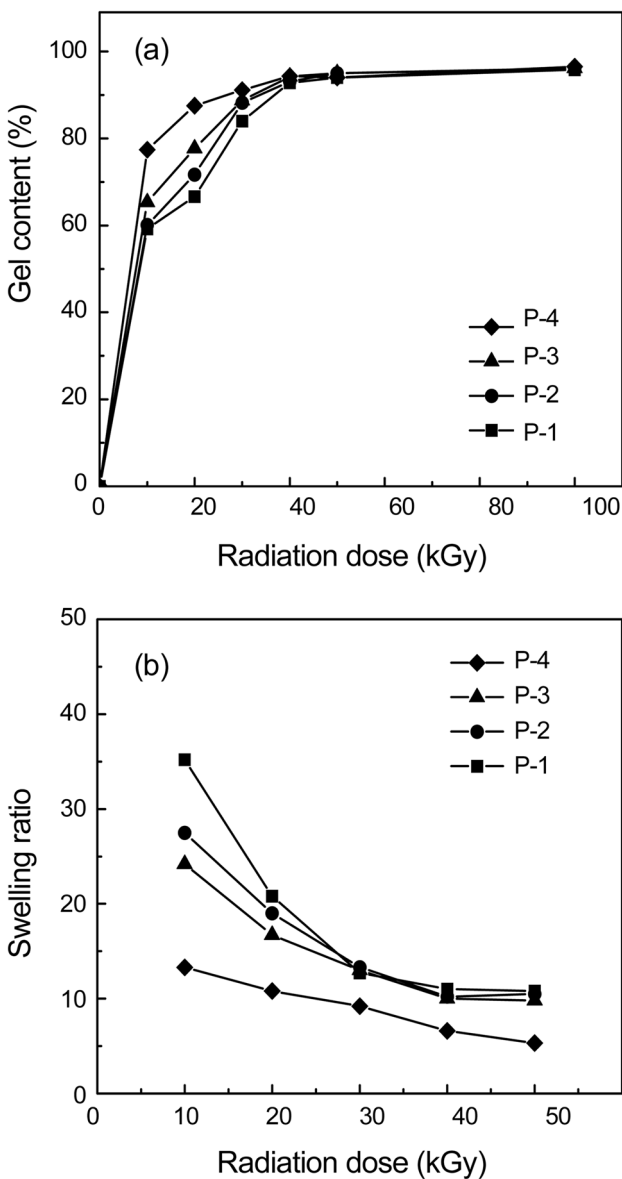 (a)
Gel content (%)
100
80
60
40
20
0
P-4
P-3
P-2
P-1
0 20 40 60 80 100
Radiation dose (kGy)
(b)
Swelling ratio
50
40
30
20
10
0
P-4
P-3
P-2
P-1
0 10 20 30 40 50
Radiation dose (kGy)